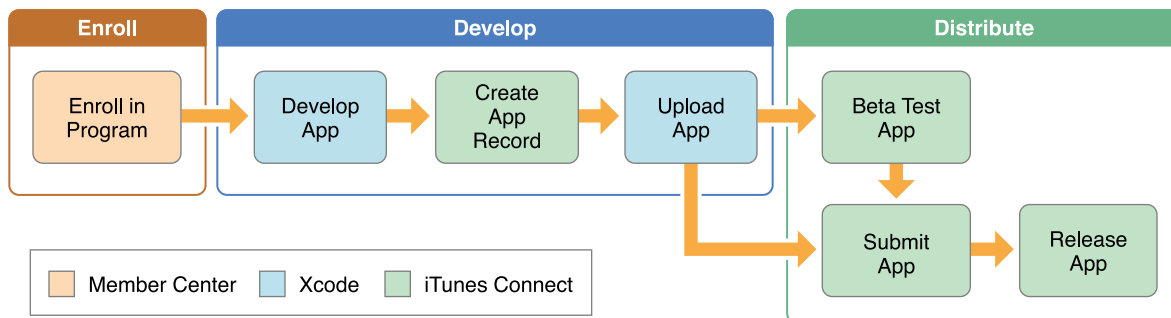 Enroll
Develop
Distribute
Enroll in
Program
Develop
App
Create
App
Record
Upload
App
Beta Test
App
Submit
App
Release
App
Member Center
Xcode
iTunes Connect